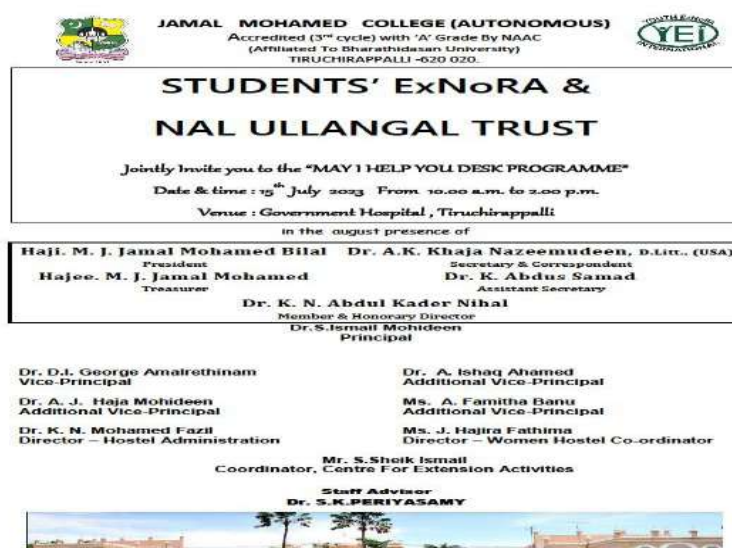 JAMAL MOHAMED COLLEGE (AUTONOMOUS)
Accredited (3rd cycle) with 'A' Grade By NAAC
(Affiliated To Bharathidasan University)
TIRUCHIRAPPALLI -620 020.
YOUTH ExNoRA
YEI
INTERNATIONAL
STUDENTS' ExNoRA &
NAL ULLANGAL TRUST
Jointly Invite you to the "MAY I HELP YOU DESK PROGRAMME"
Date & time : 15th July 2023 From 10.00 a.m. to 2.00 p.m.
Venue : Government Hospital , Tiruchirappalli
in the august presence of
Haji. M. J. Jamal Mohamed Bilal Dr. A.K. Khaja Nazeemudeen, D.Litt., (USA)
President Secretary & Correspondent
Hajee. M. J. Jamal Mohamed Dr. K. Abdus Samad
Treasurer Assistant Secretary
Dr. K. N. Abdul Kader Nihal
Member & Honorary Director
Dr.S.Ismail Mohideen
Principal
Dr. D.I. George Amalrethinam Dr. A. Ishaq Ahamed
Vice-Principal Additional Vice-Principal
Dr. A. J. Haja Mohideen Ms. A. Famitha Banu
Additional Vice-Principal Additional Vice-Principal
Dr. K. N. Mohamed Fazil Ms. J. Hajira Fathima
Director – Hostel Administration Director – Women Hostel Co-ordinator
Mr. S.Sheik Ismail
Coordinator, Centre For Extension Activities
Staff Advisor
Dr. S.K.PERIYASAMY